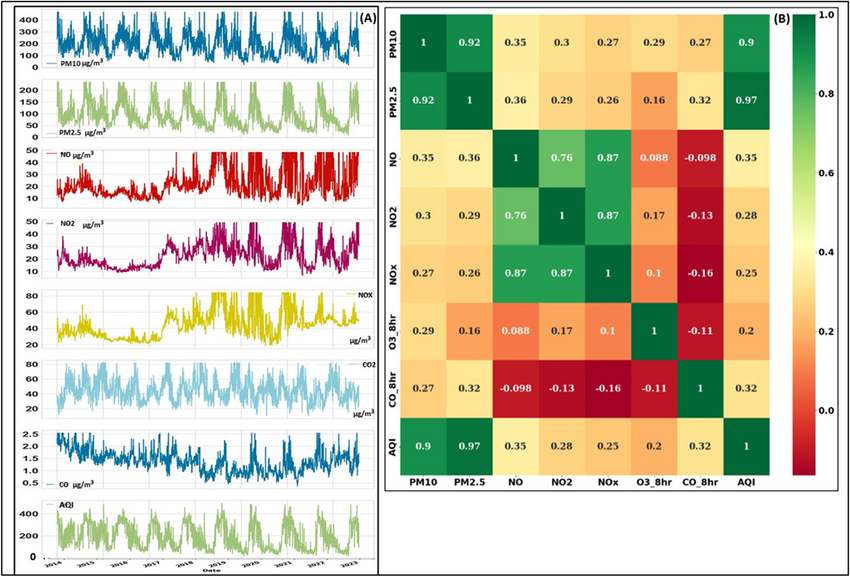 (A)
400
300
200
100
0
PM10 µg/m³
200
150
100
50
0
PM2.5 µg/m³
50
40
30
20
10
NO µg/m³
50
40
30
20
10
NO2 µg/m³
80
60
40
20
NOX
µg/m³
80
60
40
20
CO2
µg/m³
2.5
2.0
1.5
1.0
0.5
CO µg/m³
400
200
0
AQI
2014 2015 2016 2017 2018 2019 2020 2021 2022 2023
Date
(B)
PM10 1 0.92 0.35 0.3 0.27 0.29 0.27 0.9
PM2.5 0.92 1 0.36 0.29 0.26 0.16 0.32 0.97
NO 0.35 0.36 1 0.76 0.87 0.088 -0.098 0.35
NO2 0.3 0.29 0.76 1 0.87 0.17 -0.13 0.28
NOx 0.27 0.26 0.87 0.87 1 0.1 -0.16 0.25
O3_8hr 0.29 0.16 0.088 0.17 0.1 1 -0.11 0.2
CO_8hr 0.27 0.32 -0.098 -0.13 -0.16 -0.11 1 0.32
AQI 0.9 0.97 0.35 0.28 0.25 0.2 0.32 1
PM10 PM2.5 NO NO2 NOx O3_8hr CO_8hr AQI
1.0
0.8
0.6
0.4
0.2
0.0